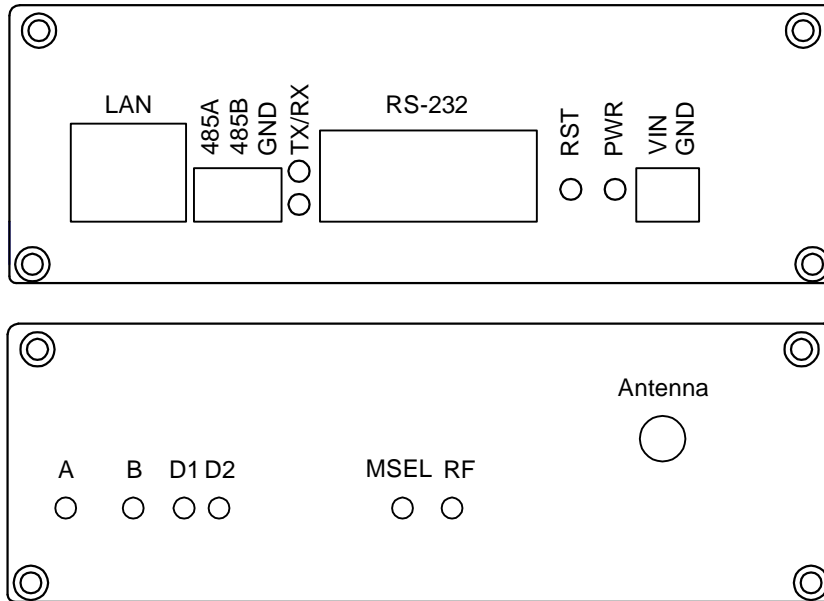 LAN
485A
485B
GND
TX/RX
RS-232
RST
PWR
VIN
GND
Antenna
A
B
D1
D2
MSEL
RF